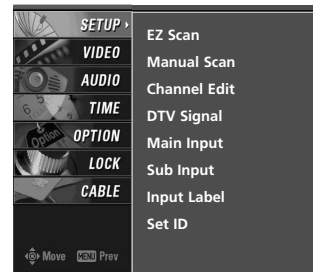 SETUP
VIDEO
AUDIO
TIME
OPTION
LOCK
CABLE
Move MENU Prev
EZ Scan
Manual Scan
Channel Edit
DTV Signal
Main Input
Sub Input
Input Label
Set ID